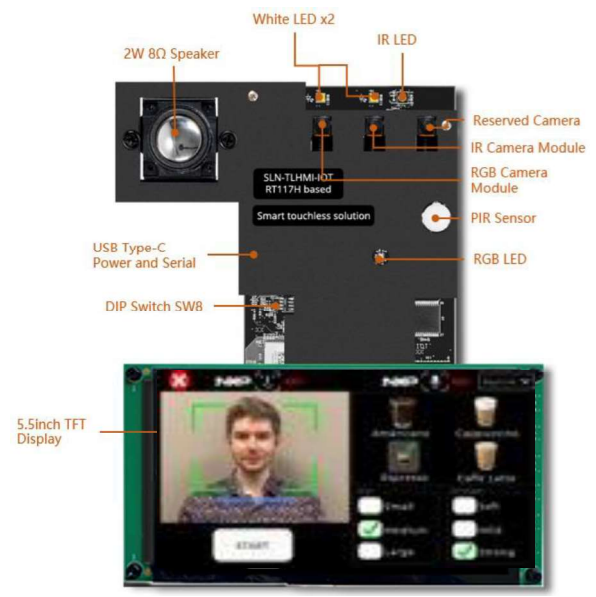 White LED x2
IR LED
2W 8Ω Speaker
Reserved Camera
IR Camera Module
RGB Camera
Module
SLN-TLHMI-IOT
RT117H based
PIR Sensor
Smart touchless solution
USB Type-C
Power and Serial
RGB LED
DIP Switch SW8
5.5inch TFT
Display
NXP
NXP
Americano
Cappuccino
Espresso
Caffe Latte
Small
Soft
Medium
Mild
Large
Strong
START